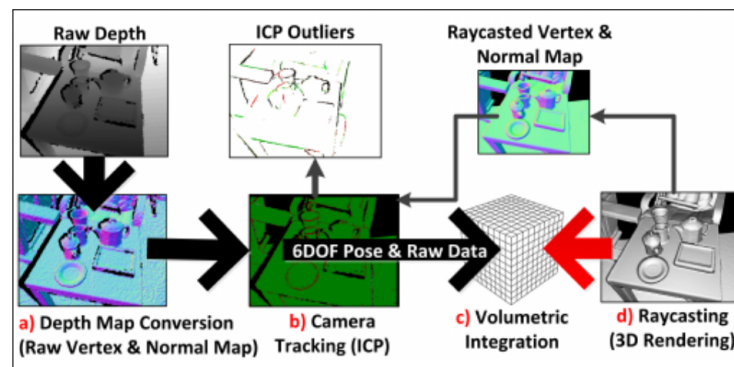 Raw Depth
ICP Outliers
Raycasted Vertex &
Normal Map
6DOF Pose & Raw Data
a) Depth Map Conversion
(Raw Vertex & Normal Map)
b) Camera
Tracking (ICP)
c) Volumetric
Integration
d) Raycasting
(3D Rendering)